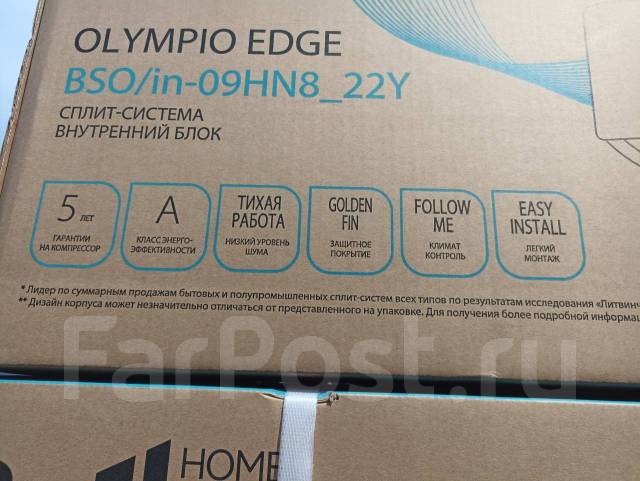 OLYMPIO EDGE
BSO/in-09HN8_22Y
СПЛИТ-СИСТЕМА
ВНУТРЕННИЙ БЛОК
5 ЛЕТ
ГАРАНТИИ
НА КОМПРЕССОР
A
КЛАСС ЭНЕРГО-
ЭФФЕКТИВНОСТИ
ТИХАЯ
РАБОТА
НИЗКИЙ УРОВЕНЬ
ШУМА
GOLDEN
FIN
ЗАЩИТНОЕ
ПОКРЫТИЕ
FOLLOW
ME
КЛИМАТ
КОНТРОЛЬ
EASY
INSTALL
ЛЕГКИЙ
МОНТАЖ
* Лидер по суммарным продажам бытовых и полупромышленных сплит-систем всех типов по результатам исследования «Литвинч
** Дизайн корпуса может незначительно отличаться от представленного на упаковке. Для получения более подробной информац
FarPost.ru
HOME